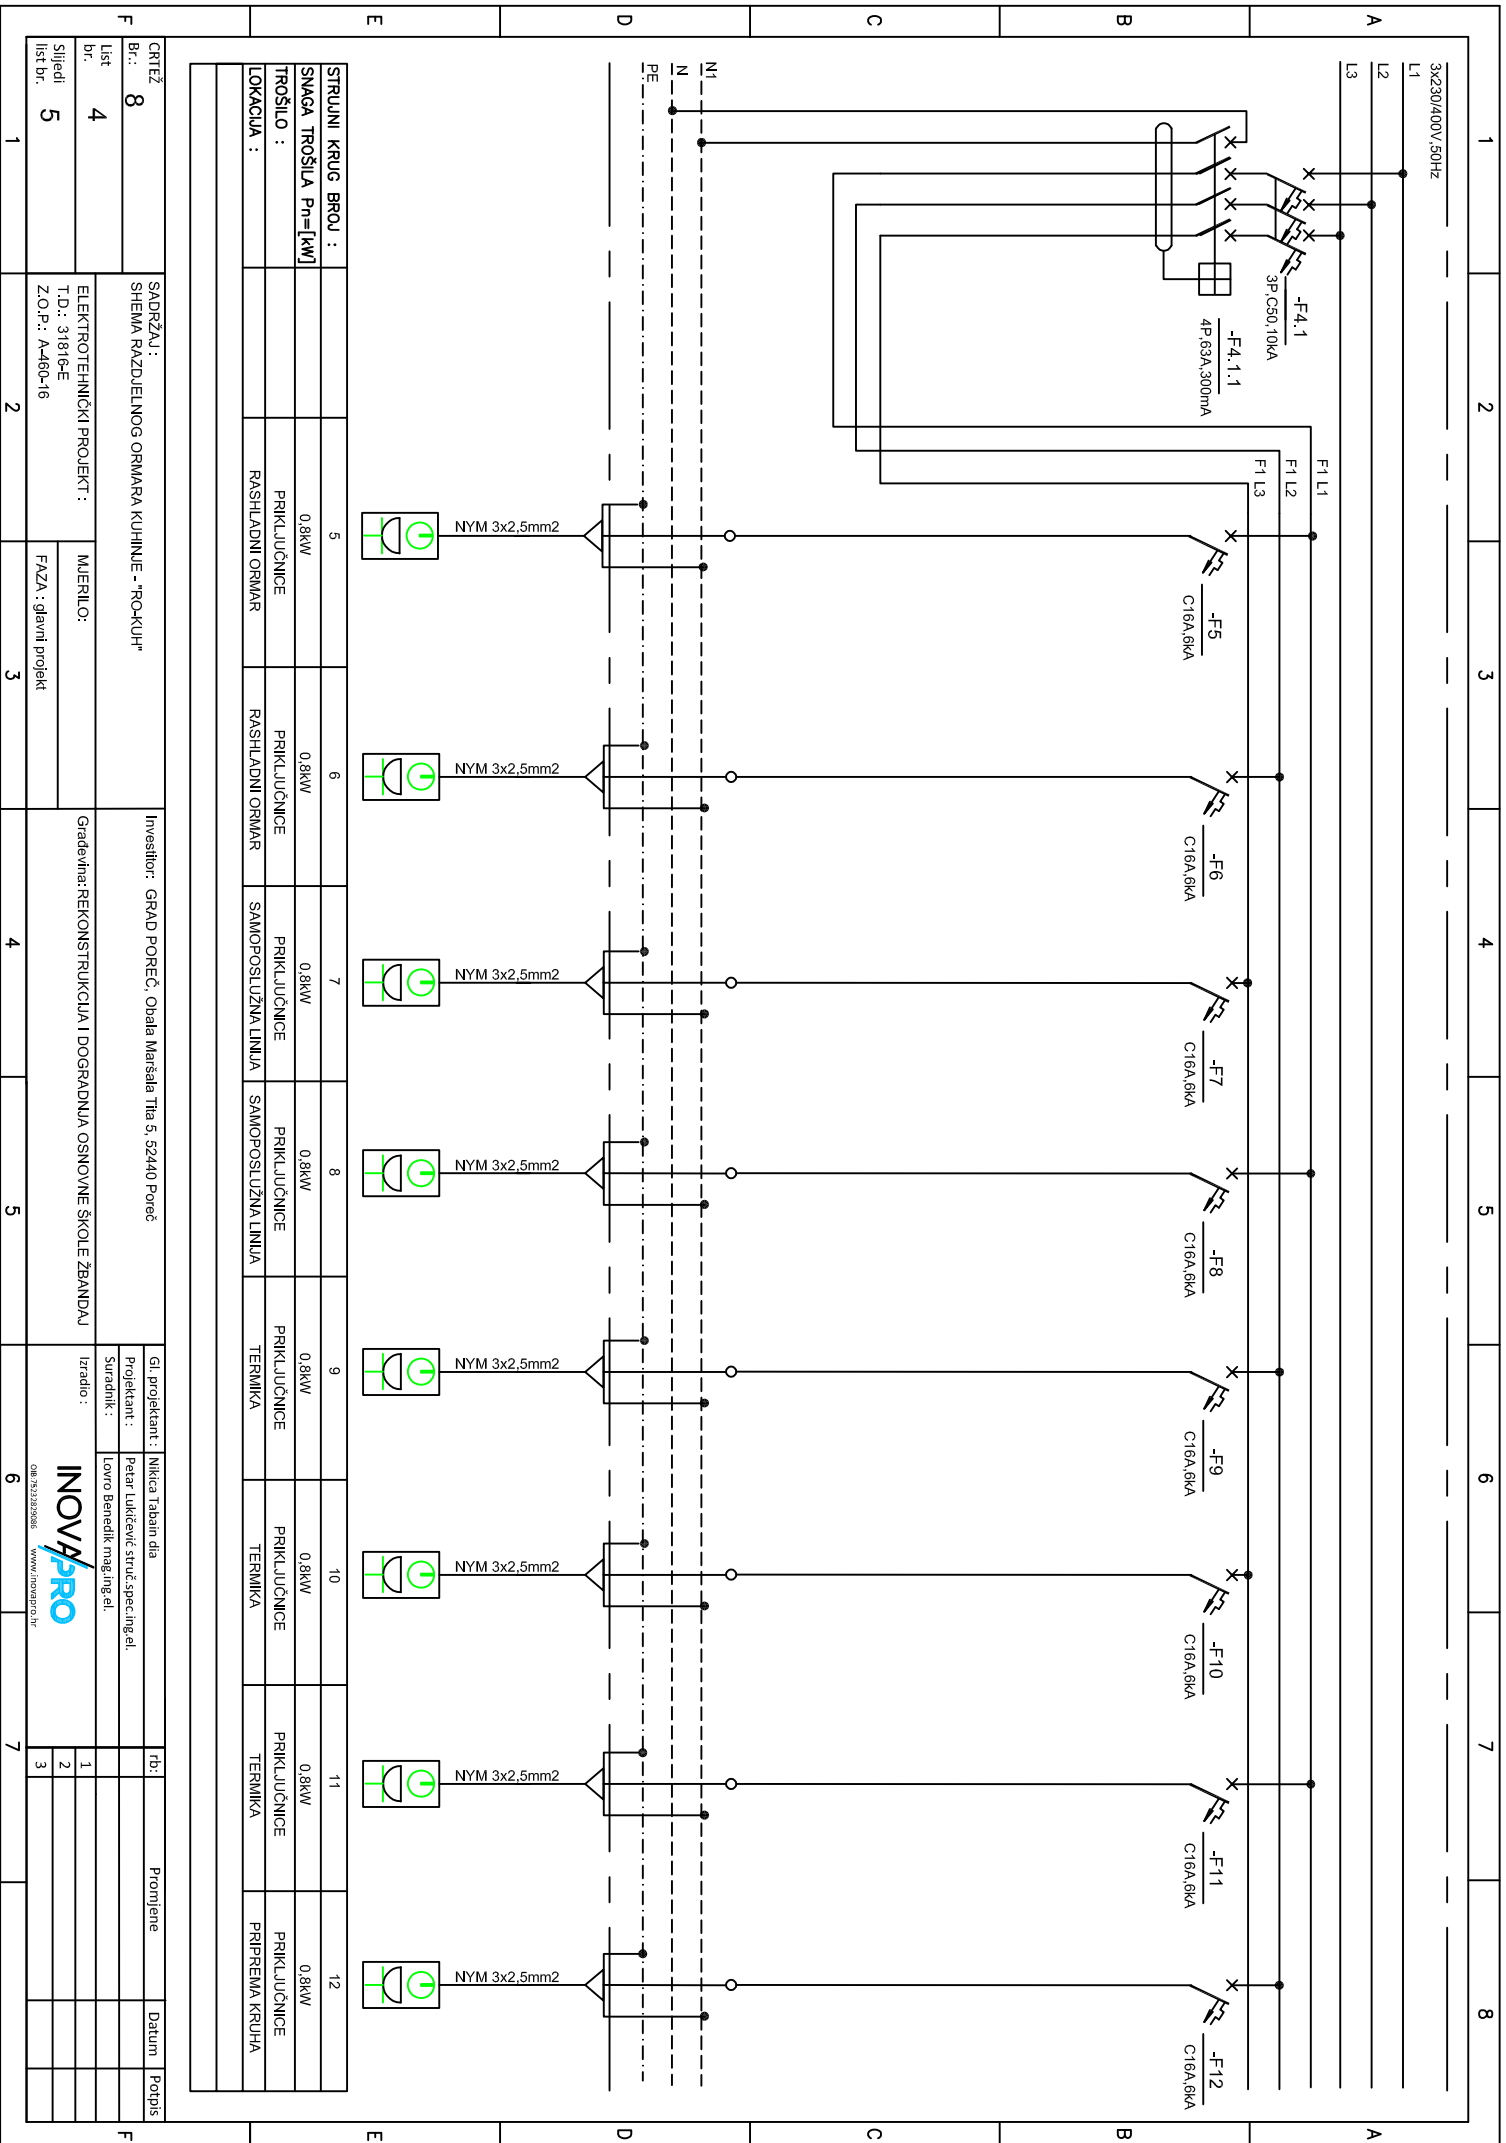 1 2 3 4 5 6 7 8
A
B
C
D
E
F
A
B
C
D
E
F
3x230/400V,50Hz
L1
L2
L3
-F4.1
3P,C50,10kA
-F4.1.1
4P,63A,300mA
F1 L1
F1 L2
F1 L3
-F5
C16A,6kA
-F6
C16A,6kA
-F7
C16A,6kA
-F8
C16A,6kA
-F9
C16A,6kA
-F10
C16A,6kA
-F11
C16A,6kA
-F12
C16A,6kA
N1
N
PE
NYM 3x2,5mm2 NYM 3x2,5mm2 NYM 3x2,5mm2 NYM 3x2,5mm2 NYM 3x2,5mm2 NYM 3x2,5mm2 NYM 3x2,5mm2 NYM 3x2,5mm2
STRUJNI KRUG BROJ : 5 6 7 8 9 10 11 12
SNAGA TROŠILA Pn=[kW] 0,8kW 0,8kW 0,8kW 0,8kW 0,8kW 0,8kW 0,8kW 0,8kW
TROŠILO : PRIKLJUČNICE PRIKLJUČNICE PRIKLJUČNICE PRIKLJUČNICE PRIKLJUČNICE PRIKLJUČNICE PRIKLJUČNICE PRIKLJUČNICE
LOKACIJA : RASHLADNI ORMAR RASHLADNI ORMAR SAMOPOSLUŽNA LINIJA SAMOPOSLUŽNA LINIJA TERMIKA TERMIKA TERMIKA PRIPREMA KRUHA
CRTEŽ
Br.: 8
List
br. 4
Slijedi
list br. 5
SADRŽAJ :
SHEMA RAZDJELNOG ORMARA KUHINJE - "RO-KUH"
ELEKTROTEHNIČKI PROJEKT :
T.D.: 31816-E
Z.O.P.: A-460-16
MJERILO:
FAZA : glavni projekt
Investitor: GRAD POREČ, Obala Maršala Tita 5, 52440 Poreč
Građevina:REKONSTRUKCIJA I DOGRADNJA OSNOVNE ŠKOLE ŽBANDAJ
Gl. projektant : Nikica Tabain dia
Projektant : Petar Lukičević struč.spec.ing.el.
Suradnik : Lovro Benedik mag.ing.el.
Izradio :
INOVAPRO
OIB:75232829086 www.inovapro.hr
rb: Promjene Datum Potpis
1
2
3
1 2 3 4 5 6 7